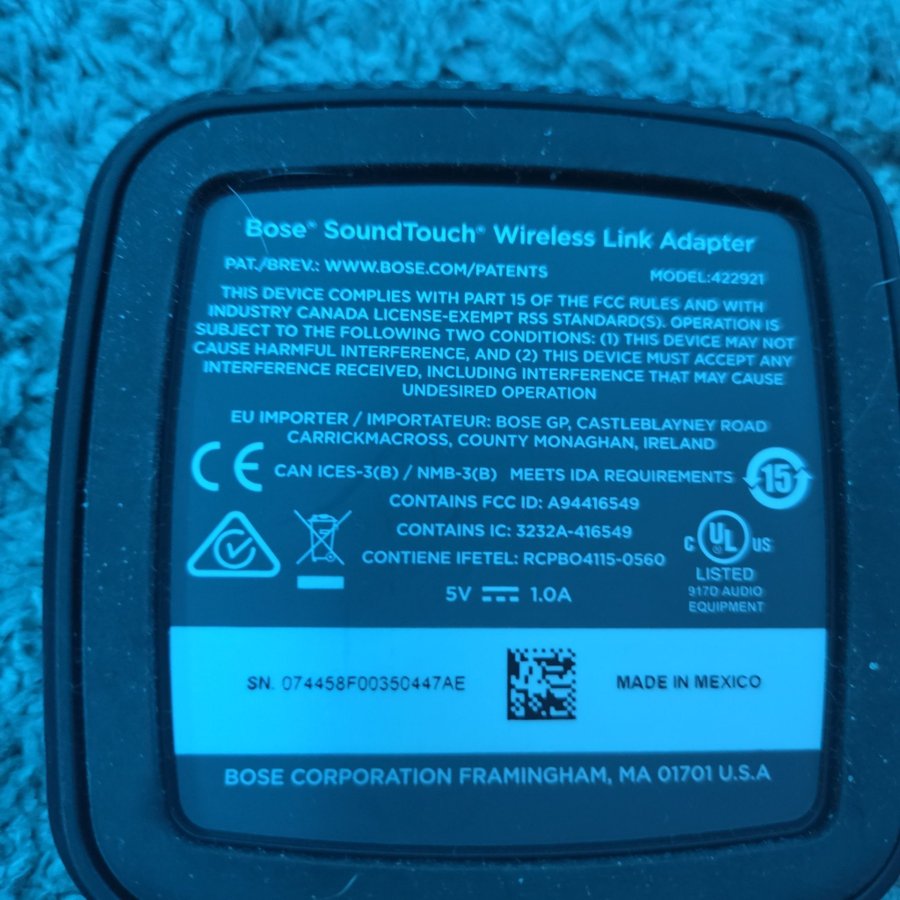 Bose® SoundTouch® Wireless Link Adapter
PAT./BREV.: WWW.BOSE.COM/PATENTS MODEL:422921
THIS DEVICE COMPLIES WITH PART 15 OF THE FCC RULES AND WITH
INDUSTRY CANADA LICENSE-EXEMPT RSS STANDARD(S). OPERATION IS
SUBJECT TO THE FOLLOWING TWO CONDITIONS: (1) THIS DEVICE MAY NOT
CAUSE HARMFUL INTERFERENCE, AND (2) THIS DEVICE MUST ACCEPT ANY
INTERFERENCE RECEIVED, INCLUDING INTERFERENCE THAT MAY CAUSE
UNDESIRED OPERATION
EU IMPORTER / IMPORTATEUR: BOSE GP, CASTLEBLAYNEY ROAD
CARRICKMACROSS, COUNTY MONAGHAN, IRELAND
CE CAN ICES-3(B) / NMB-3(B) MEETS IDA REQUIREMENTS 15
CONTAINS FCC ID: A94416549
CONTAINS IC: 3232A-416549
C UL US
CONTIENE IFETEL: RCPBO4115-0560
LISTED
917D AUDIO
EQUIPMENT
5V 1.0A
SN. 074458F00350447AE MADE IN MEXICO
BOSE CORPORATION FRAMINGHAM, MA 01701 U.S.A